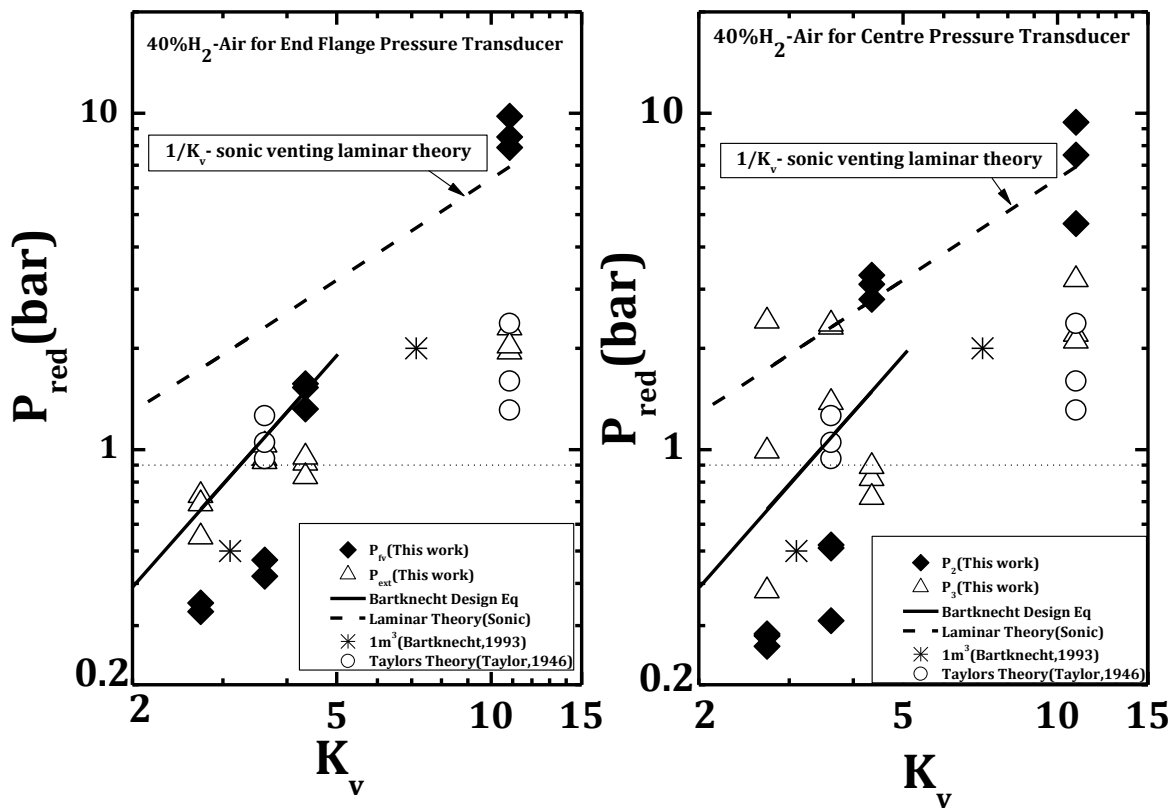 40%H2-Air for End Flange Pressure Transducer
1/Kv- sonic venting laminar theory
Pfv(This work)
Pext(This work)
Bartknecht Design Eq
Laminar Theory(Sonic)
1m3(Bartknecht,1993)
Taylors Theory(Taylor,1946)
10
1
0.2
2
5
10
15
Pred(bar)
Kv
40%H2-Air for Centre Pressure Transducer
1/Kv- sonic venting laminar theory
P2(This work)
P3(This work)
Bartknecht Design Eq
Laminar Theory(Sonic)
1m3(Bartknecht,1993)
Taylors Theory(Taylor,1946)
10
1
0.2
2
5
10
15
Pred(bar)
Kv